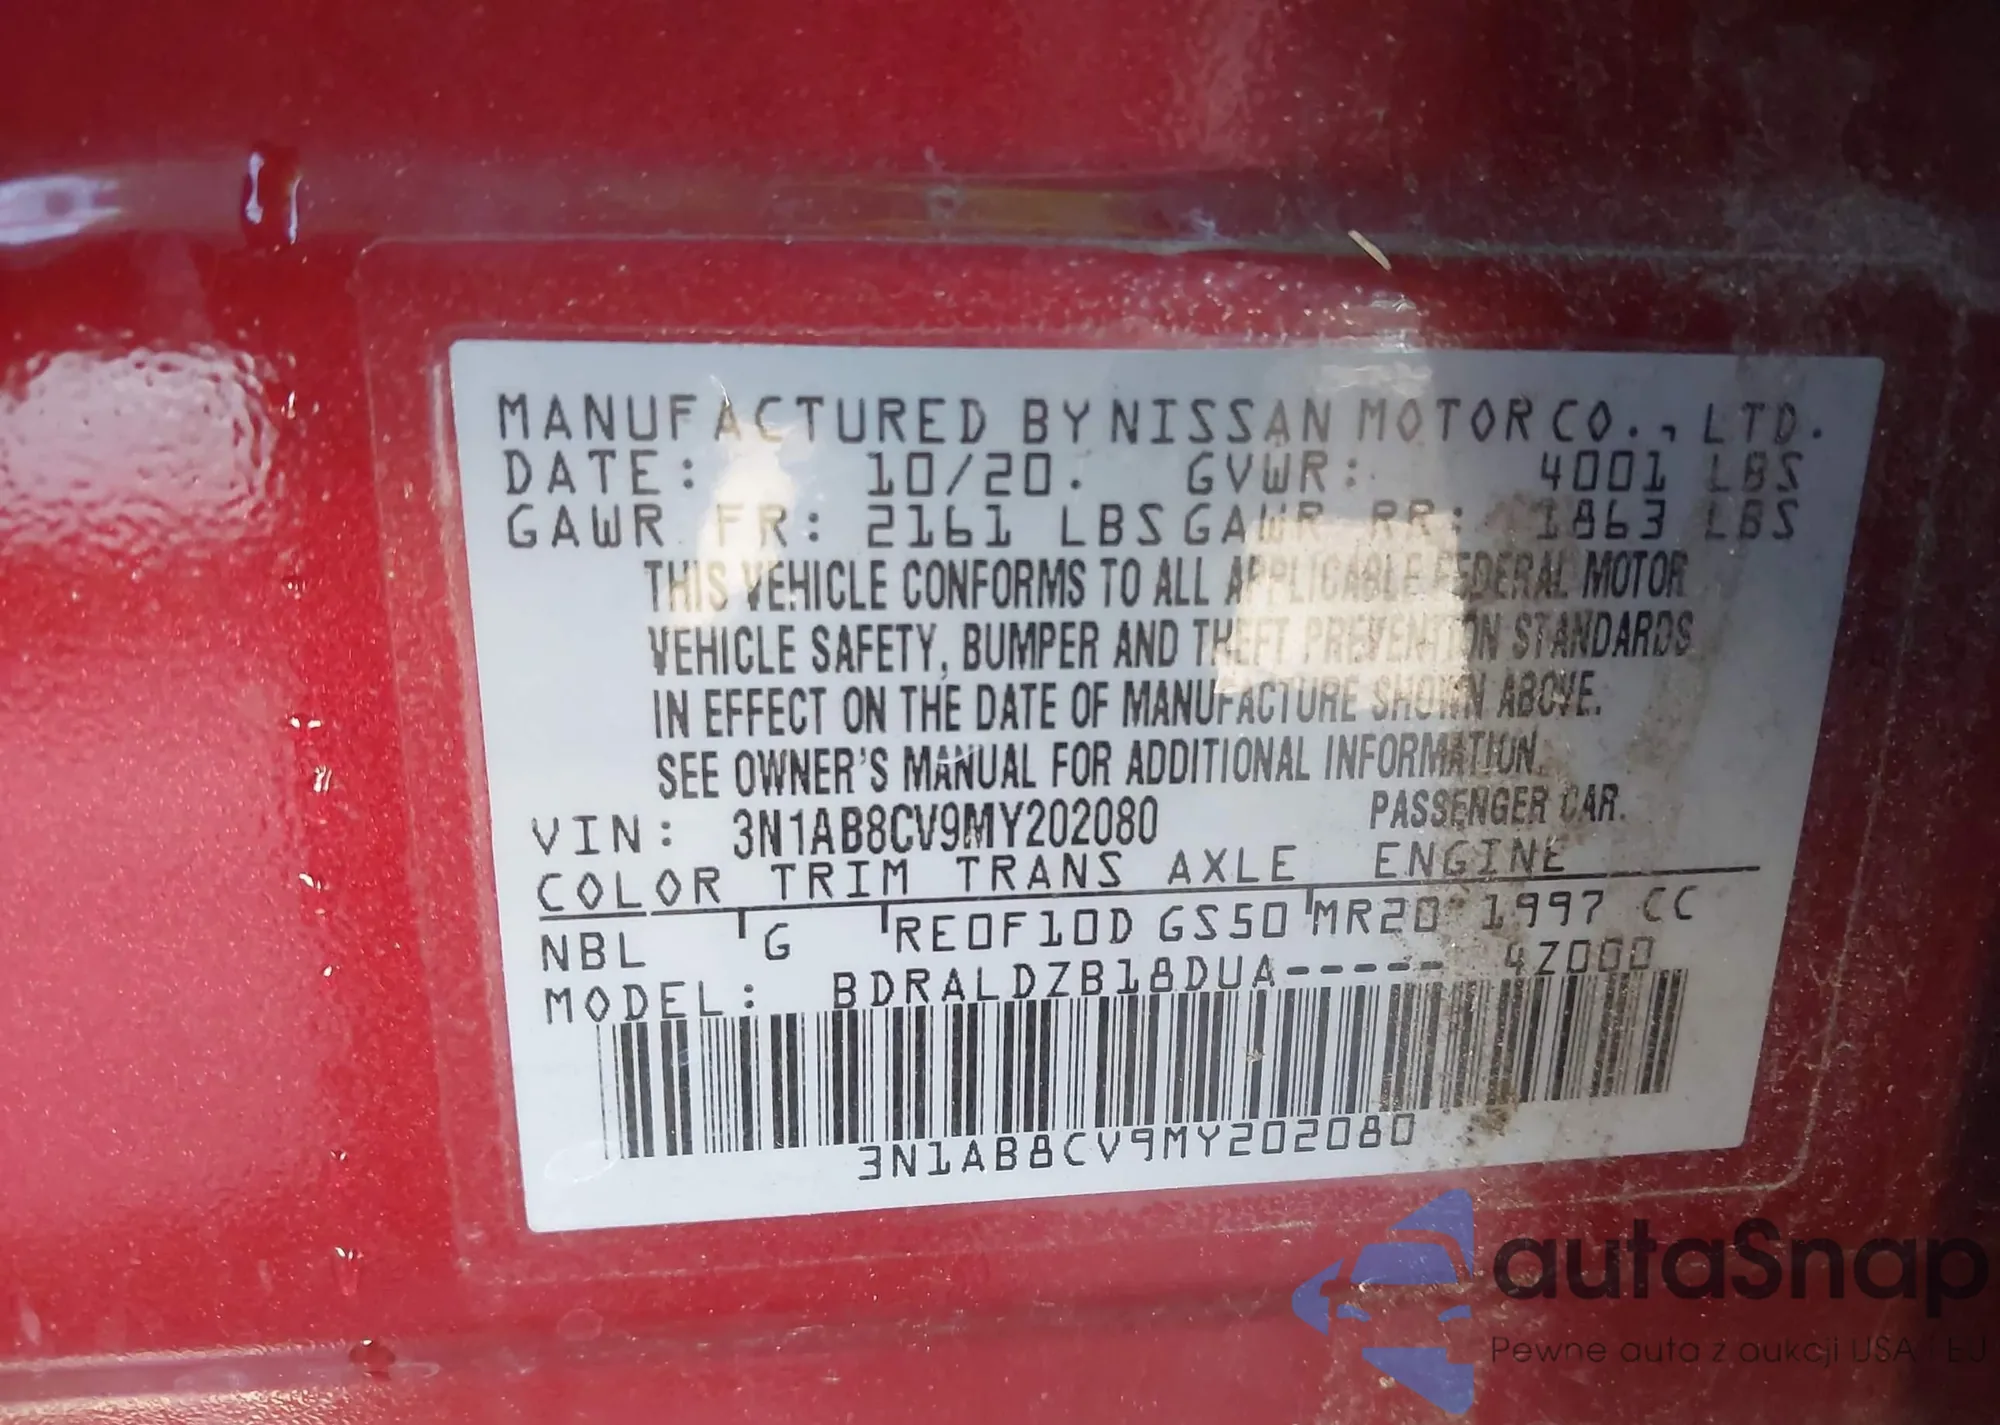 MANUFACTURED BY NISSAN MOTOR CO., LTD.
DATE: 10/20. GVWR: 4001 LBS
GAWR FR: 2161 LBS GAWR RR: 1863 LBS
THIS VEHICLE CONFORMS TO ALL APPLICABLE FEDERAL MOTOR
VEHICLE SAFETY, BUMPER AND THEFT PREVENTION STANDARDS
IN EFFECT ON THE DATE OF MANUFACTURE SHOWN ABOVE.
SEE OWNER'S MANUAL FOR ADDITIONAL INFORMATION.
VIN: 3N1AB8CV9MY202080 PASSENGER CAR.
COLOR TRIM TRANS AXLE ENGINE
NBL G RE0F10D GS50 MR20 1997 CC
MODEL: BDRALDZB18DUA----- 4Z000
3N1AB8CV9MY202080
autaSnap
Pewne auta z aukcji USA i EU